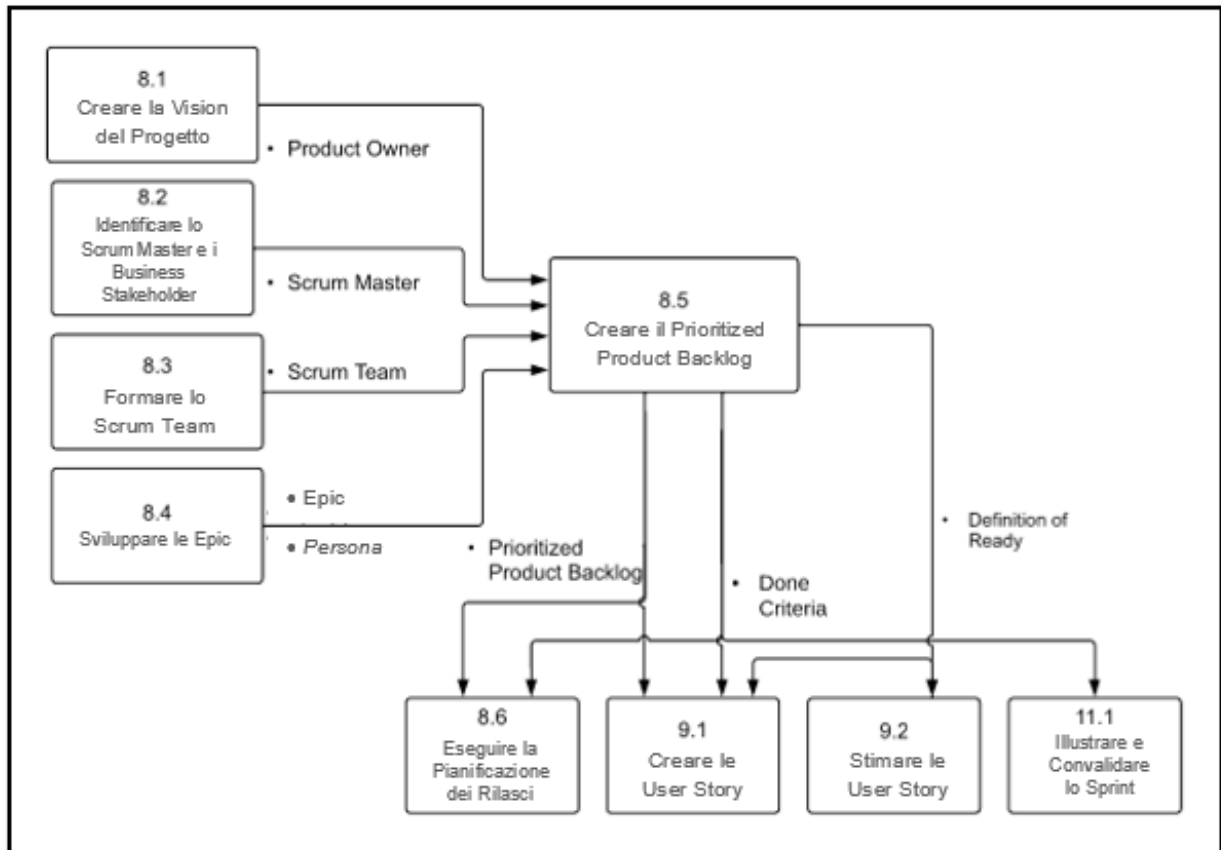 8.1
Creare la Vision
del Progetto
• Product Owner
8.2
Identificare lo
Scrum Master e i
Business
Stakeholder
• Scrum Master
8.3
Formare lo
Scrum Team
• Scrum Team
8.4
Sviluppare le Epic
• Epic
• Persona
8.5
Creare il Prioritized
Product Backlog
• Prioritized
Product Backlog
• Done
Criteria
• Definition of
Ready
8.6
Eseguire la
Pianificazione
dei Rilasci
9.1
Creare le
User Story
9.2
Stimare le
User Story
11.1
Illustrare e
Convalidare
lo Sprint